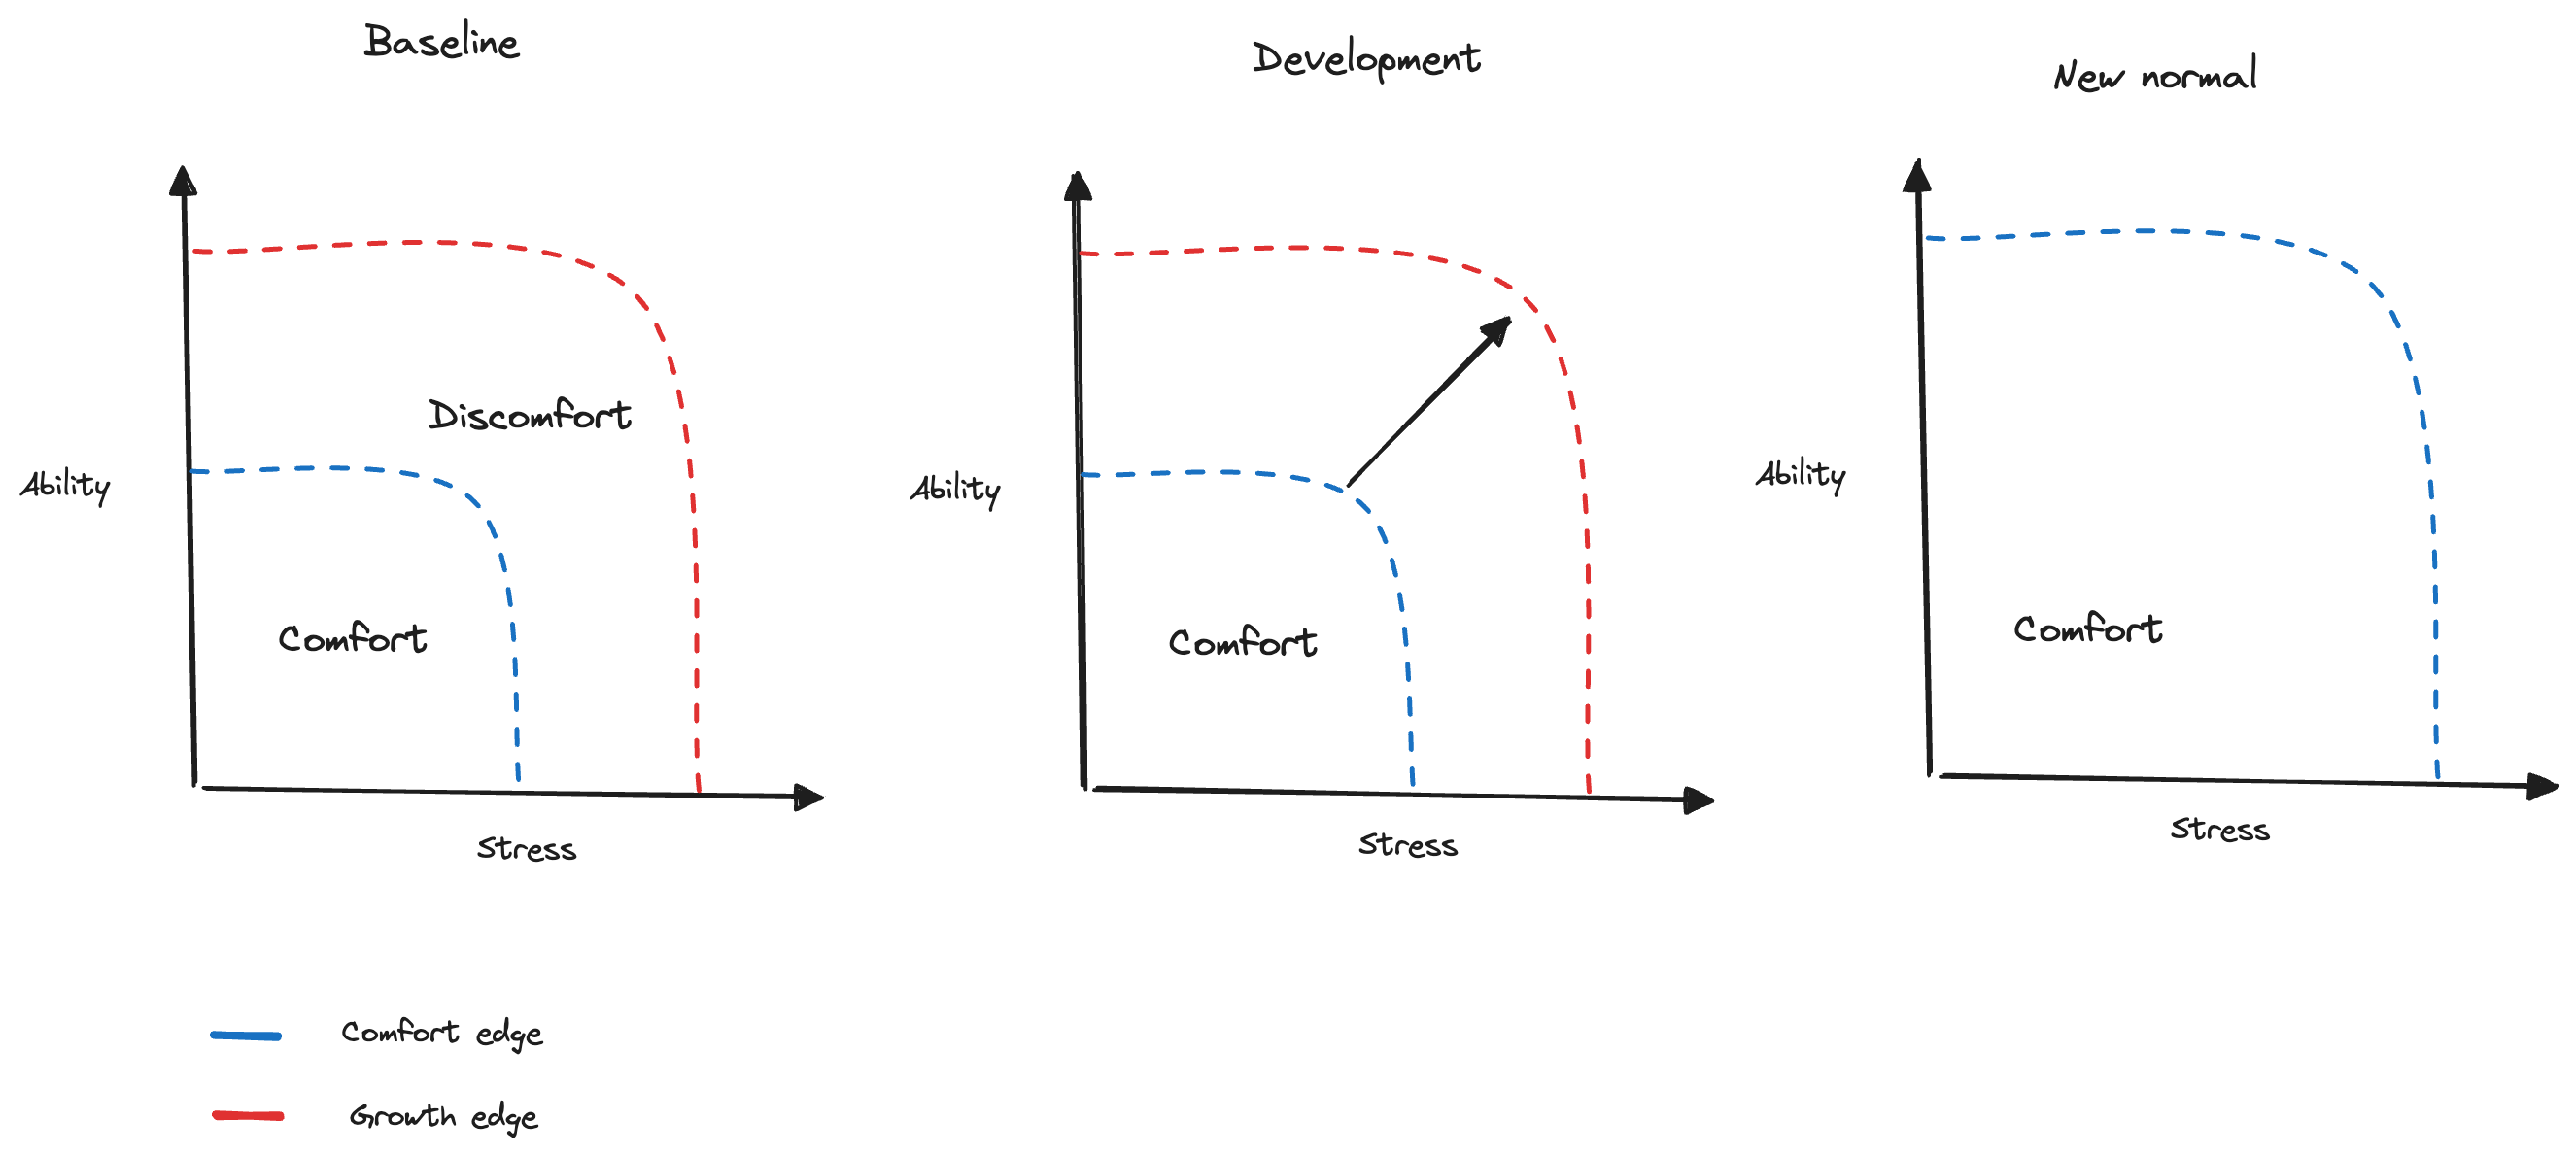 Baseline
Development
New normal
Discomfort
Ability
Ability
Ability
Comfort
Comfort
Comfort
Stress
Stress
Stress
Comfort edge
Growth edge